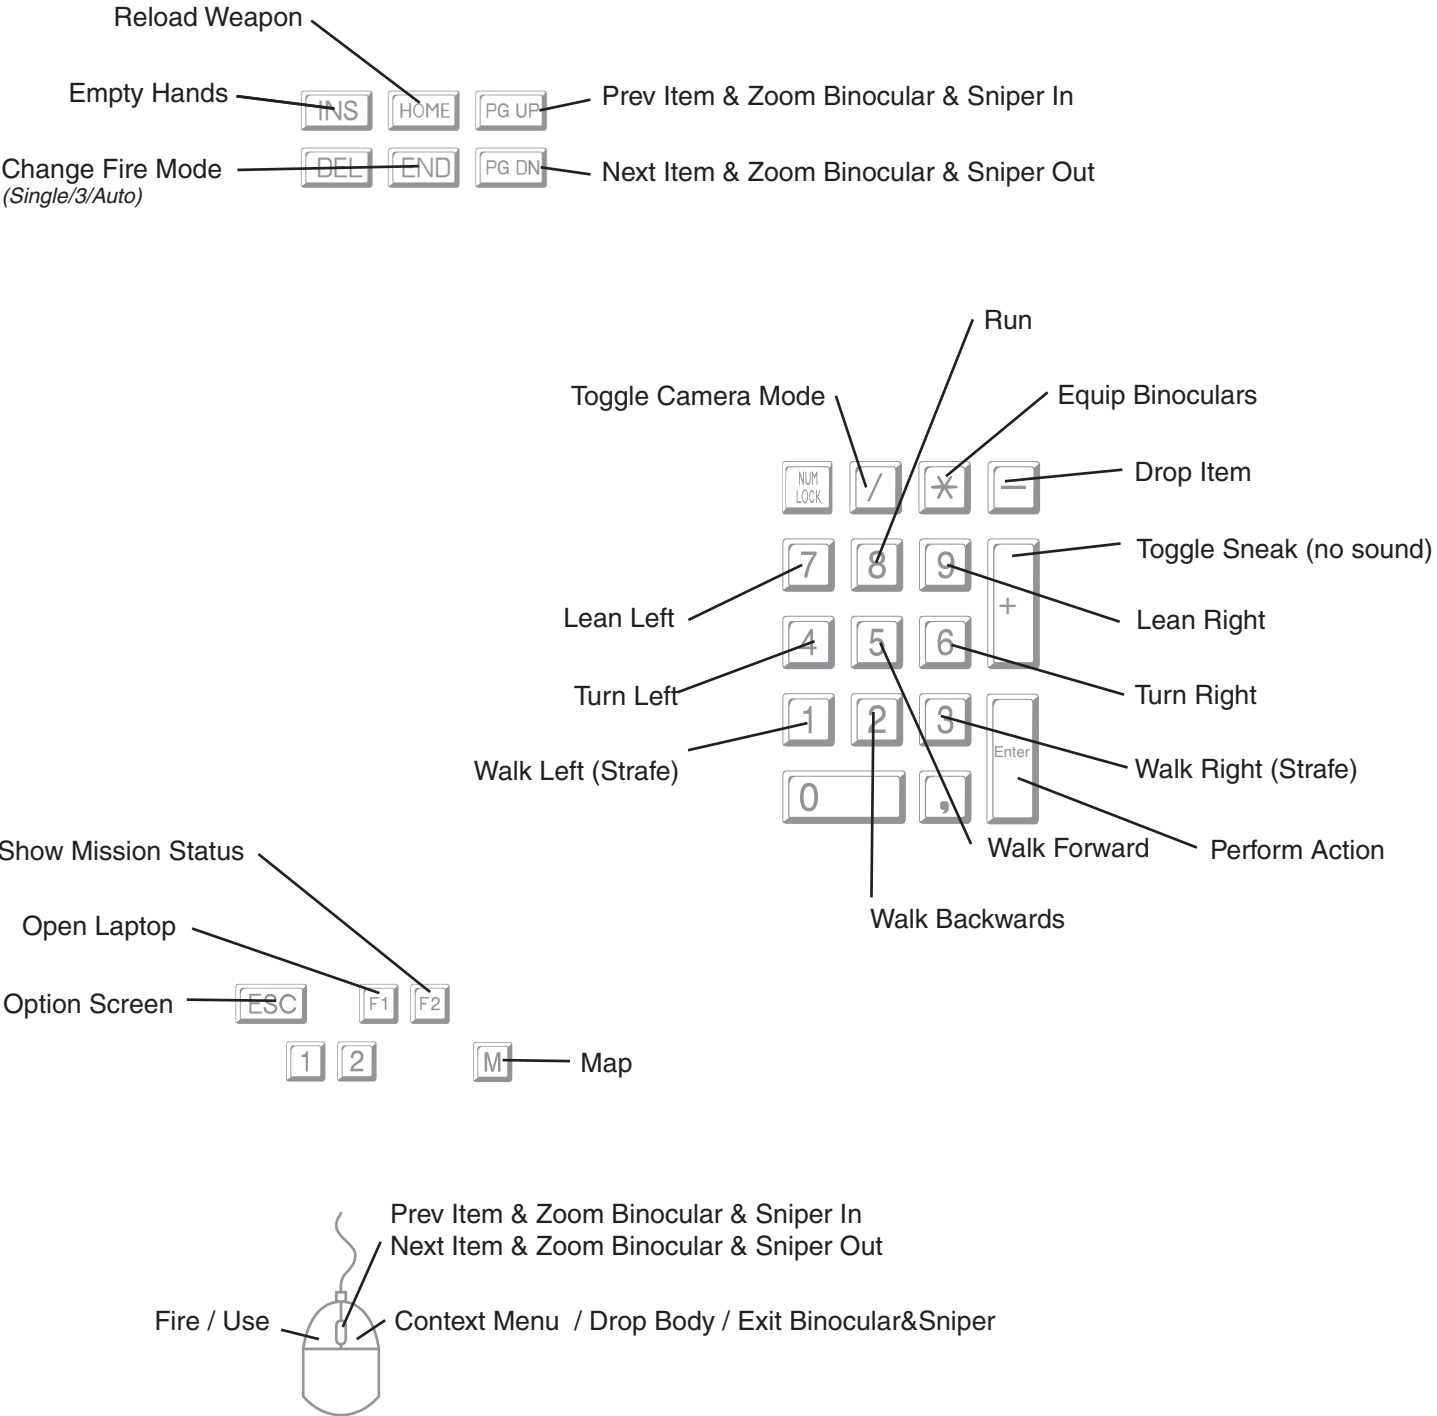 Reload Weapon
Empty Hands
INS HOME PG UP
Prev Item & Zoom Binocular & Sniper In
Change Fire Mode
(Single/3/Auto)
DEL END PG DN
Next Item & Zoom Binocular & Sniper Out
Run
Toggle Camera Mode
Equip Binoculars
NUM
LOCK
/ * −
Drop Item
7 8 9
Toggle Sneak (no sound)
+
Lean Left
Lean Right
4 5 6
Turn Left
Turn Right
1 2 3
Enter
Walk Left (Strafe)
Walk Right (Strafe)
0 ,
Walk Forward
Perform Action
Show Mission Status
Walk Backwards
Open Laptop
Option Screen
ESC F1 F2
1 2 M
Map
Prev Item & Zoom Binocular & Sniper In
Next Item & Zoom Binocular & Sniper Out
Fire / Use
Context Menu / Drop Body / Exit Binocular&Sniper